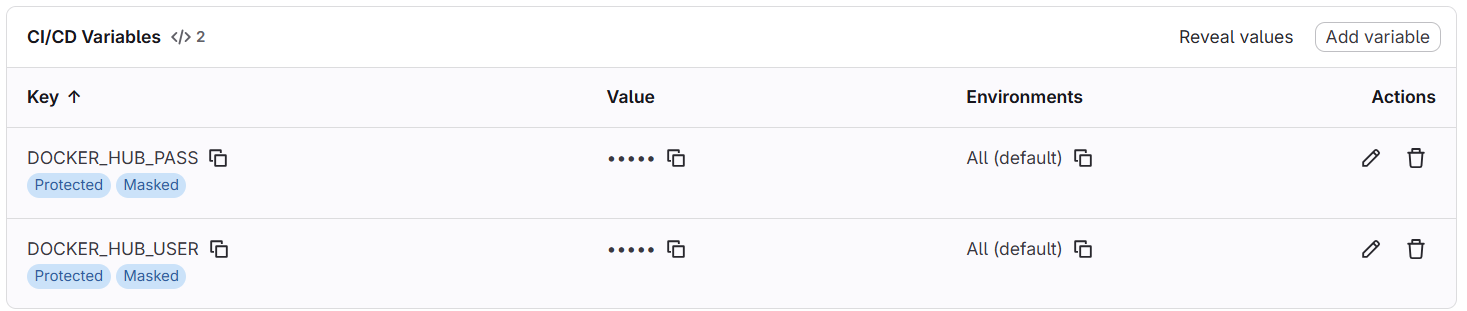 CI/CD Variables </> 2 Reveal values Add variable
Key ↑ Value Environments Actions
DOCKER_HUB_PASS ••••• All (default)
Protected Masked
DOCKER_HUB_USER ••••• All (default)
Protected Masked